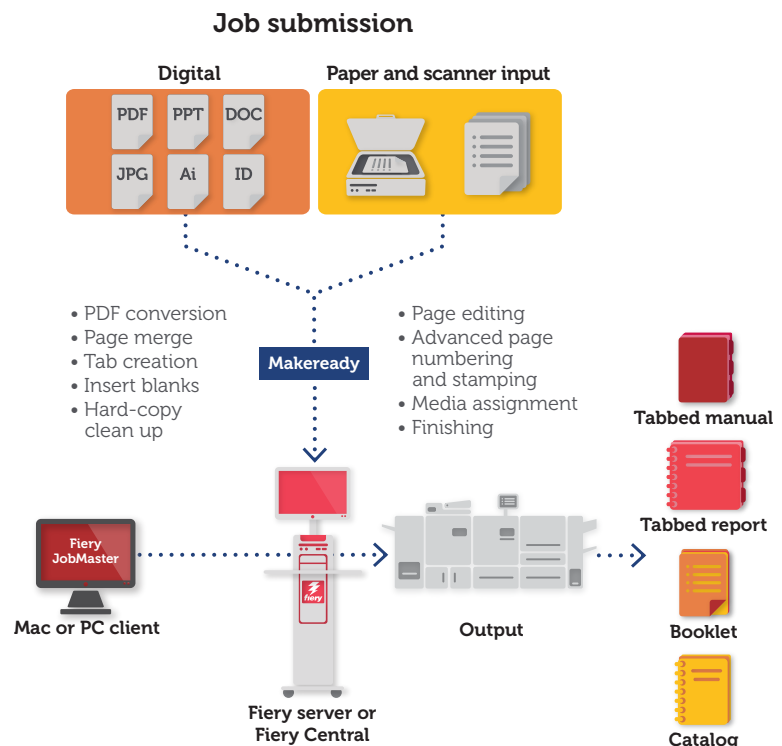 Job submission
Digital
Paper and scanner input
PDF
PPT
DOC
JPG
Ai
ID
• PDF conversion
• Page merge
• Tab creation
• Insert blanks
• Hard-copy
clean up
Makeready
• Page editing
• Advanced page
numbering
and stamping
• Media assignment
• Finishing
Tabbed manual
Tabbed report
Booklet
Catalog
Fiery
JobMaster
Mac or PC client
fiery
Fiery server or
Fiery Central
Output